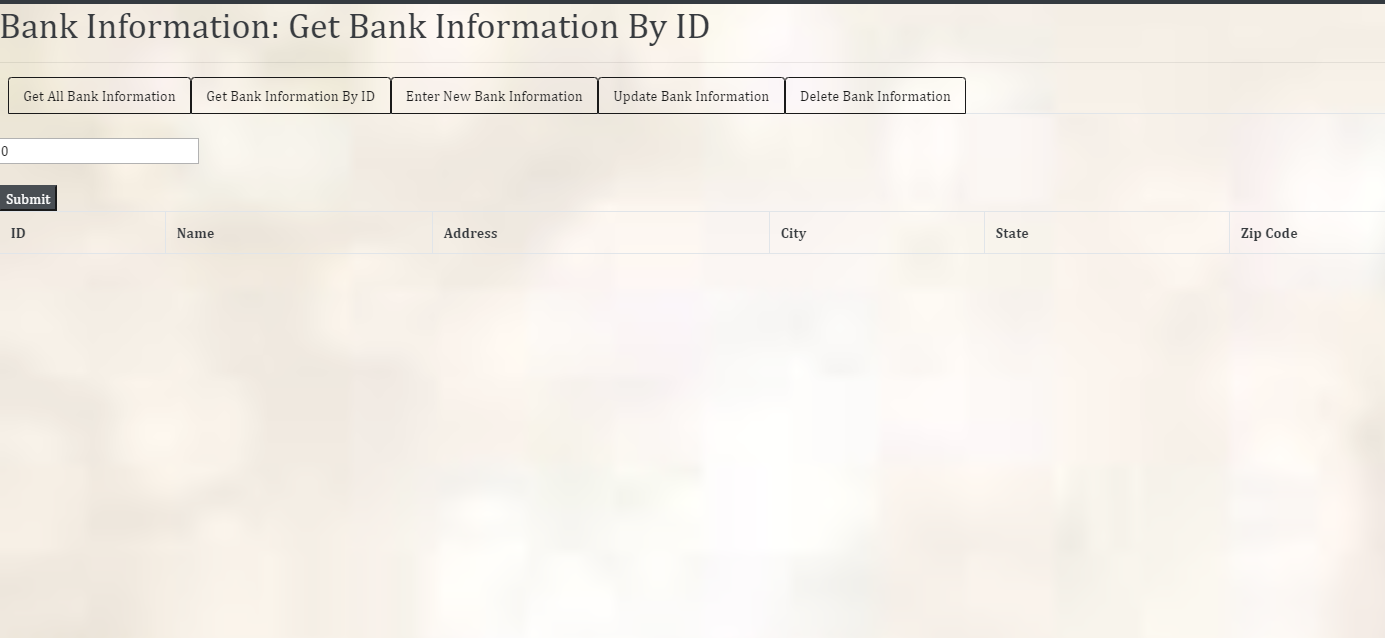 Bank Information: Get Bank Information By ID
Get All Bank Information Get Bank Information By ID Enter New Bank Information Update Bank Information Delete Bank Information
0
Submit
ID Name Address City State Zip Code